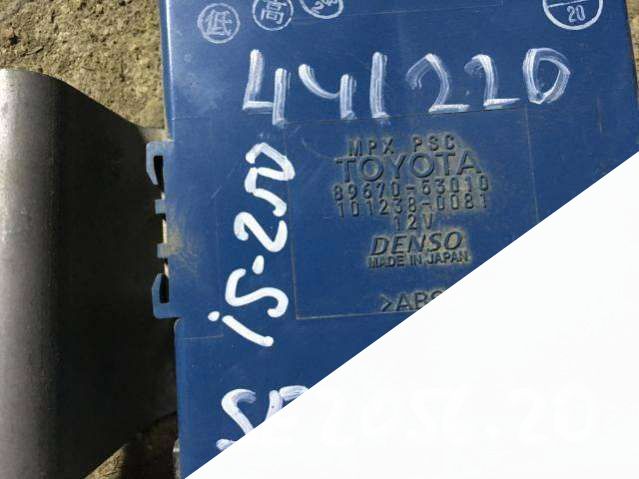 低 高
20
441220
MPX PSC
TOYOTA
89670-53010
101238-0081
12V
DENSO
MADE IN JAPAN
>ABS
is-250